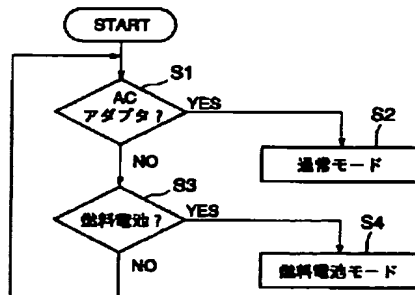 START
S1
AC
アダプタ?
YES
S2
通常モード
NO
S3
燃料電池?
YES
S4
燃料電池モード
NO